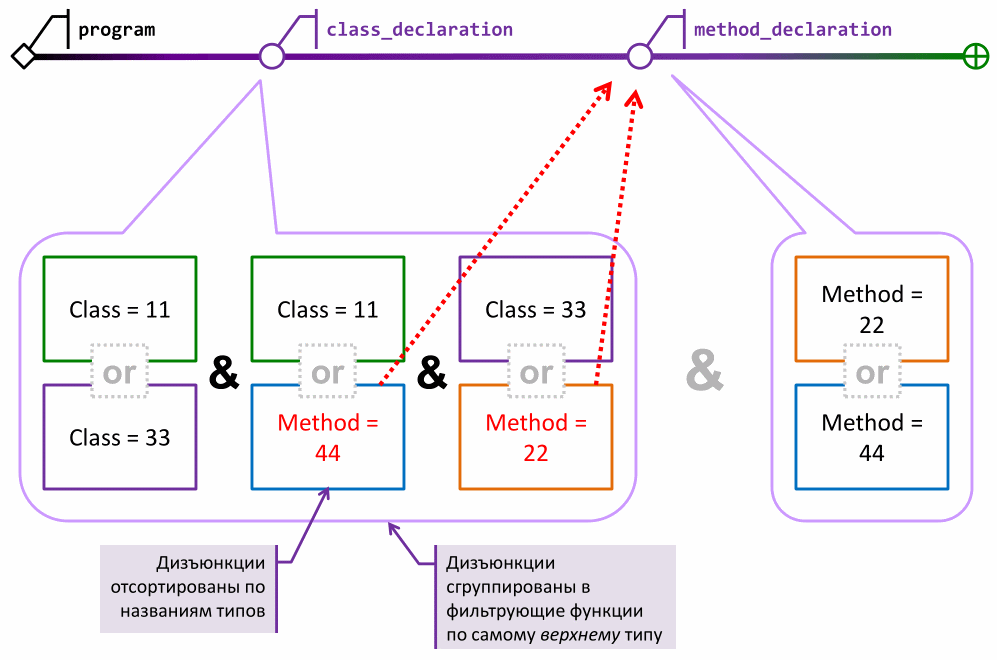 program
class_declaration
method_declaration
Class = 11
or
Class = 33
&
Class = 11
or
Method =
44
&
Class = 33
or
Method =
22
&
Method =
22
or
Method =
44
Дизъюнкции
отсортированы по
названиям типов
Дизъюнкции
сгруппированы в
фильтрующие функции
по самому верхнему типу